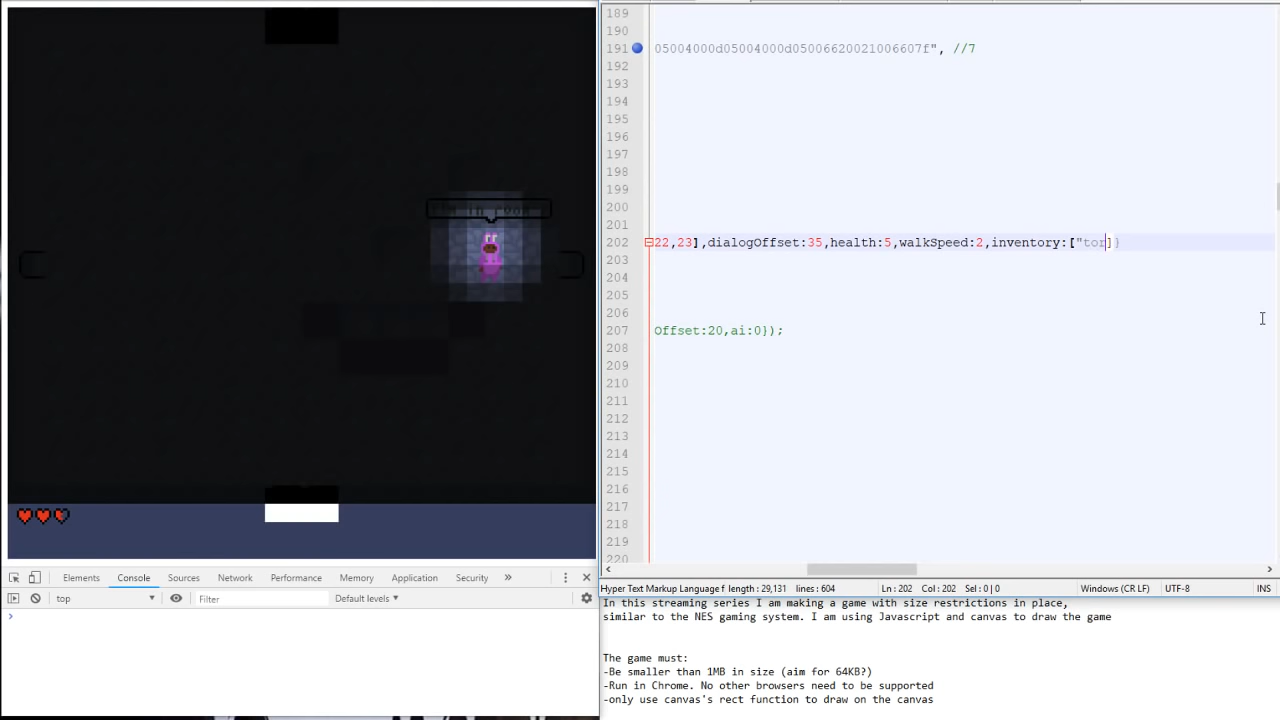 189
190
191 05004000d05004000d05006620021006607f", //7
192
193
194
195
196
197
198
199
200
201
202 22,23],dialogOffset:35,health:5,walkSpeed:2,inventory:["tor]}
203
204
205
206
207 Offset:20,ai:0});
208
209
210
211
212
213
214
215
216
217
218
219
220
Hyper Text Markup Language f length : 29,131 lines : 604 Ln : 202 Col : 202 Sel : 0 | 0 Windows (CR LF) UTF-8 INS
Elements Console Sources Network Performance Memory Application Security »
top Filter Default levels
In this streaming series I am making a game with size restrictions in place,
similar to the NES gaming system. I am using Javascript and canvas to draw the game
The game must:
-Be smaller than 1MB in size (aim for 64KB?)
-Run in Chrome. No other browsers need to be supported
-only use canvas's rect function to draw on the canvas